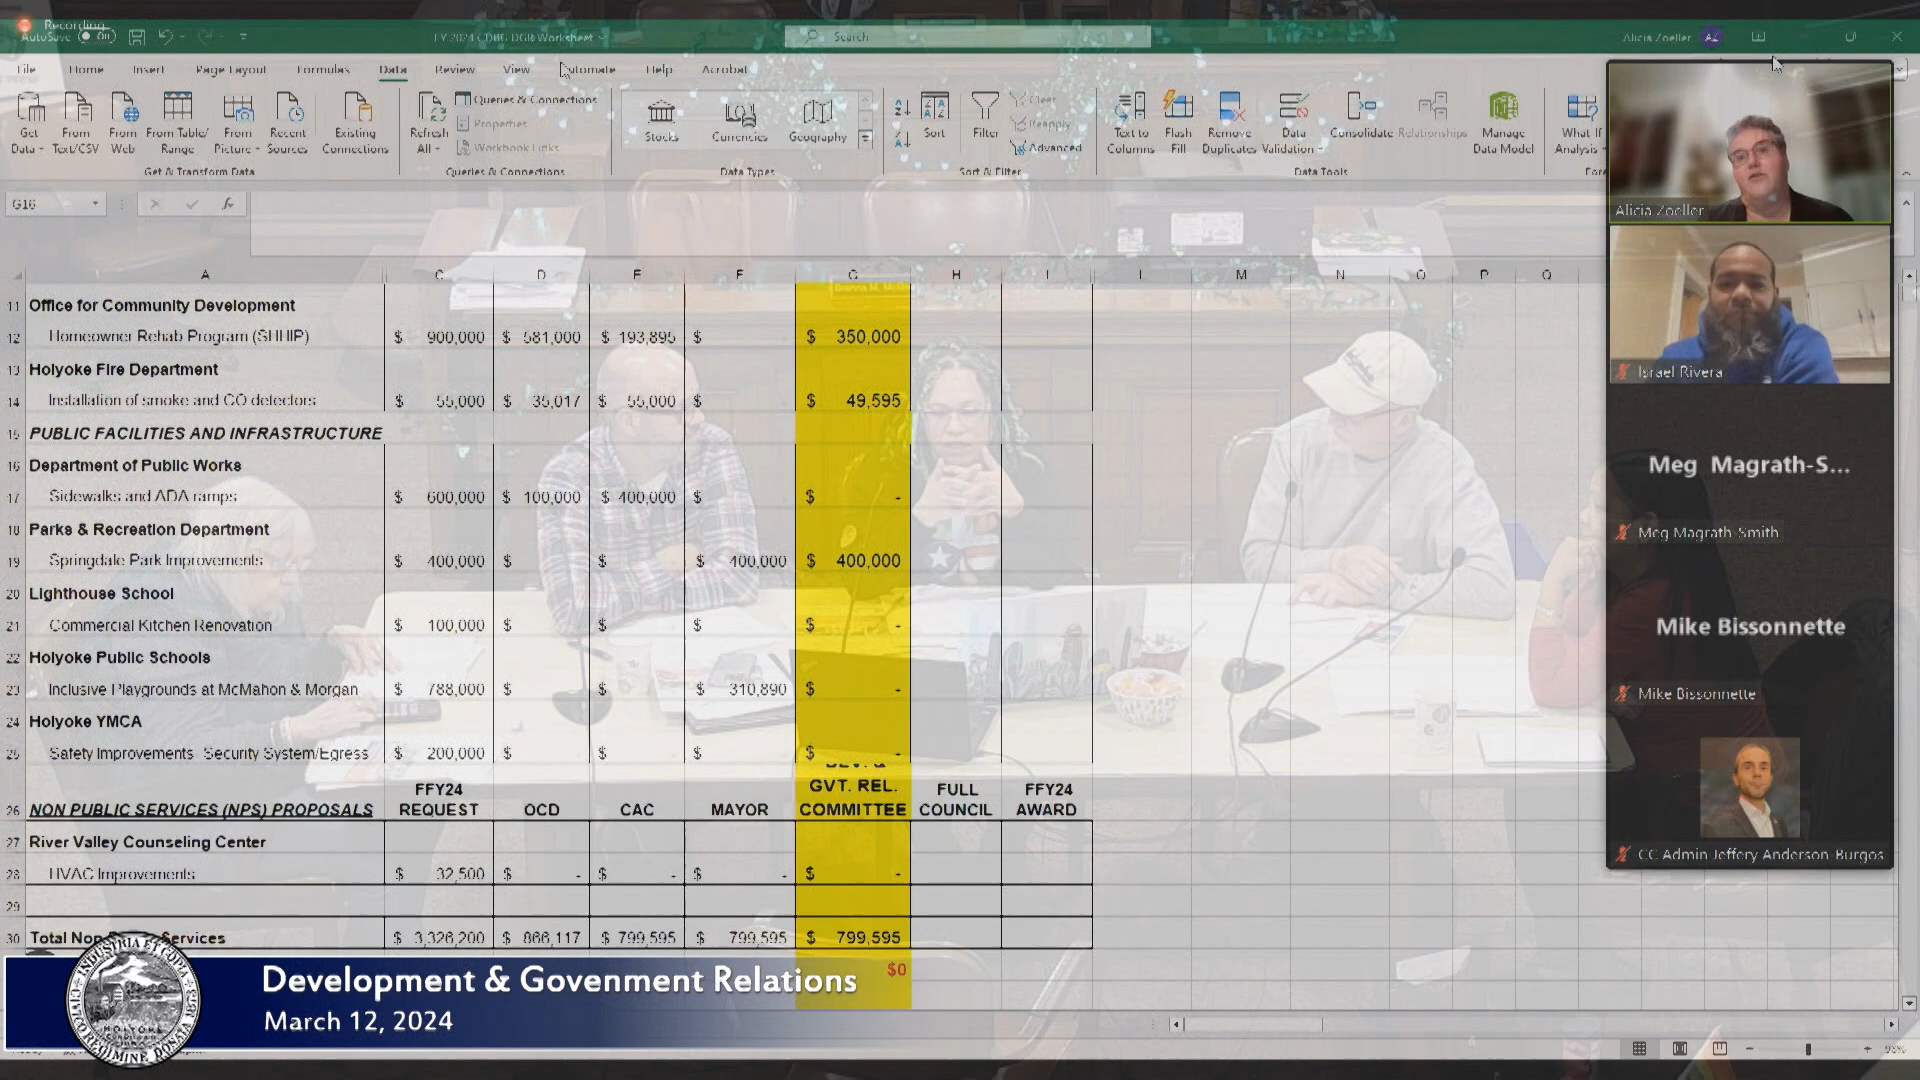 Recording
AutoSave Off
FY 2024 CDBG DGR Worksheet
Search
Alicia Zoeller AZ
File Home Insert Page Layout Formulas Data Review View Automate Help Acrobat
Get Data
From Text/CSV
From Web
From Table/Range
From Picture
Recent Sources
Existing Connections
Get & Transform Data
Refresh All
Queries & Connections
Properties
Workbook Links
Queries & Connections
Stocks
Currencies
Geography
Data Types
Sort
Filter
Clear
Reapply
Advanced
Sort & Filter
Text to Columns
Flash Fill
Remove Duplicates
Data Validation
Consolidate
Relationships
Manage Data Model
Data Tools
What If Analysis
G16
fx
A C D E F G H I L M N O P Q
11 Office for Community Development
12 Homeowner Rehab Program (SHHIP) $ 900,000 $ 581,000 $ 193,895 $ $ 350,000
13 Holyoke Fire Department
14 Installation of smoke and CO detectors $ 55,000 $ 35,017 $ 55,000 $ $ 49,595
15 PUBLIC FACILITIES AND INFRASTRUCTURE
16 Department of Public Works
17 Sidewalks and ADA ramps $ 600,000 $ 100,000 $ 400,000 $ $ -
18 Parks & Recreation Department
19 Springdale Park Improvements $ 400,000 $ $ $ 400,000 $ 400,000
20 Lighthouse School
21 Commercial Kitchen Renovation $ 100,000 $ $ $ $ -
22 Holyoke Public Schools
23 Inclusive Playgrounds at McMahon & Morgan $ 788,000 $ $ $ 310,890 $ -
24 Holyoke YMCA
25 Safety Improvements Security System/Egress $ 200,000 $ $ $ $ -
26 NON PUBLIC SERVICES (NPS) PROPOSALS FFY24 REQUEST OCD CAC MAYOR DEV. & GVT. REL. COMMITTEE FULL COUNCIL FFY24 AWARD
27 River Valley Counseling Center
28 HVAC Improvements $ 32,500 $ - $ - $ - $ -
29
30 Total Non Services $ 3,326,200 $ 866,117 $ 799,595 $ 799,595 $ 799,595
$0
Alicia Zoeller
Israel Rivera
Meg Magrath-S...
Meg Magrath-Smith
Mike Bissonnette
Mike Bissonnette
CC Admin Jeffery Anderson-Burgos
Development & Govenment Relations
March 12, 2024